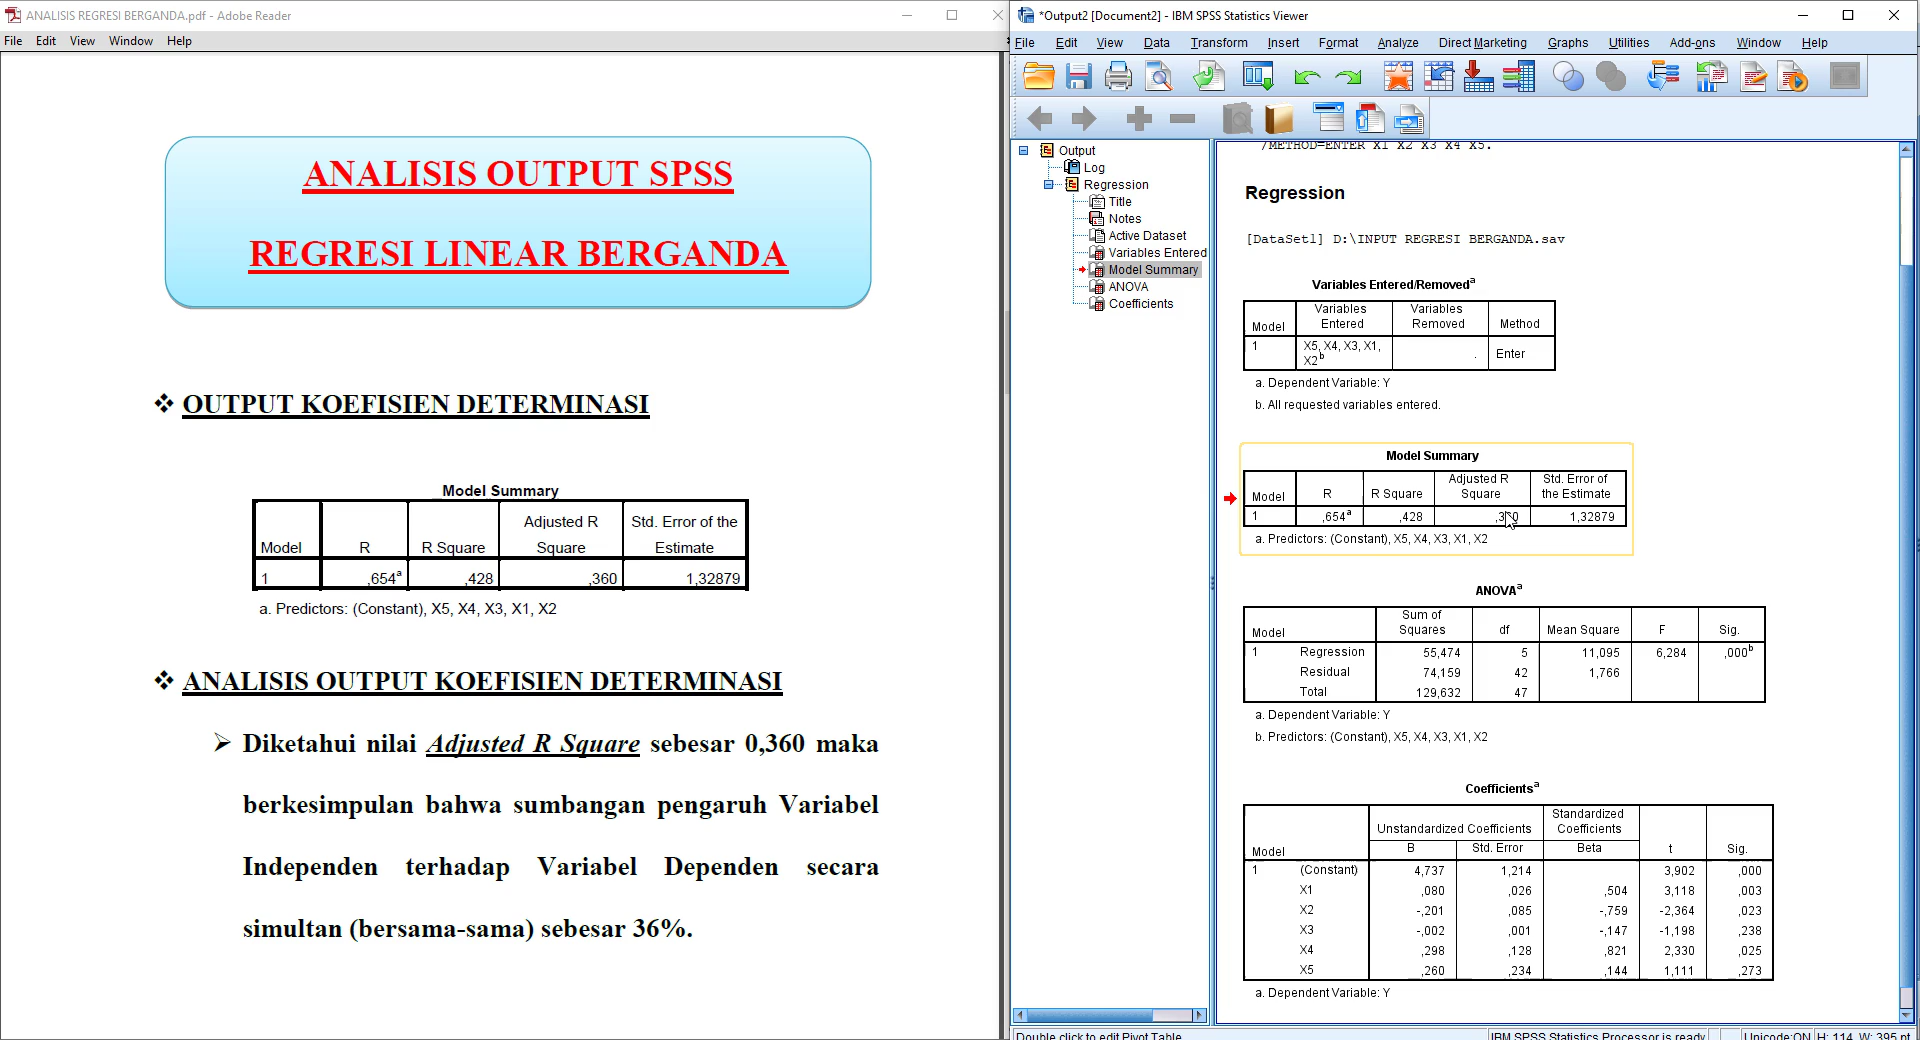 ANALISIS REGRESI BERGANDA.pdf - Adobe Reader
File Edit View Window Help
ANALISIS OUTPUT SPSS
REGRESI LINEAR BERGANDA
❖ OUTPUT KOEFISIEN DETERMINASI
Model Summary
Model R R Square Adjusted R Square Std. Error of the Estimate
1 ,654a ,428 ,360 1,32879
a. Predictors: (Constant), X5, X4, X3, X1, X2
❖ ANALISIS OUTPUT KOEFISIEN DETERMINASI
➢ Diketahui nilai Adjusted R Square sebesar 0,360 maka
berkesimpulan bahwa sumbangan pengaruh Variabel
Independen terhadap Variabel Dependen secara
simultan (bersama-sama) sebesar 36%.
*Output2 [Document2] - IBM SPSS Statistics Viewer
File Edit View Data Transform Insert Format Analyze Direct Marketing Graphs Utilities Add-ons Window Help
Output
Log
Regression
Title
Notes
Active Dataset
Variables Entered
Model Summary
ANOVA
Coefficients
/METHOD=ENTER X1 X2 X3 X4 X5.
Regression
[DataSet1] D:\INPUT REGRESI BERGANDA.sav
Variables Entered/Removeda
Model Variables Entered Variables Removed Method
1 X5, X4, X3, X1, X2b . Enter
a. Dependent Variable: Y
b. All requested variables entered.
Model Summary
Model R R Square Adjusted R Square Std. Error of the Estimate
1 ,654a ,428 ,360 1,32879
a. Predictors: (Constant), X5, X4, X3, X1, X2
ANOVAa
Model Sum of Squares df Mean Square F Sig.
1 Regression 55,474 5 11,095 6,284 ,000b
Residual 74,159 42 1,766
Total 129,632 47
a. Dependent Variable: Y
b. Predictors: (Constant), X5, X4, X3, X1, X2
Coefficientsa
Model Unstandardized Coefficients Standardized Coefficients t Sig.
B Std. Error Beta
1 (Constant) 4,737 1,214 3,902 ,000
X1 ,080 ,026 ,504 3,118 ,003
X2 -,201 ,085 -,759 -2,364 ,023
X3 -,002 ,001 -,147 -1,198 ,238
X4 ,298 ,128 ,821 2,330 ,025
X5 ,260 ,234 ,144 1,111 ,273
a. Dependent Variable: Y
Double click to edit Pivot Table
IBM SPSS Statistics Processor is ready
Unicode:ON H: 114, W: 395 pt